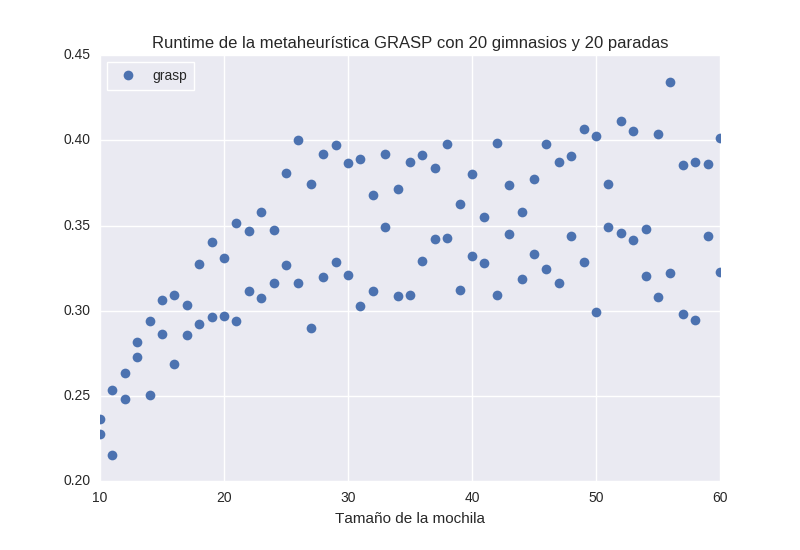 Runtime de la metaheurística GRASP con 20 gimnasios y 20 paradas
grasp
0.45
0.40
0.35
0.30
0.25
0.20
10 20 30 40 50 60
Tamaño de la mochila